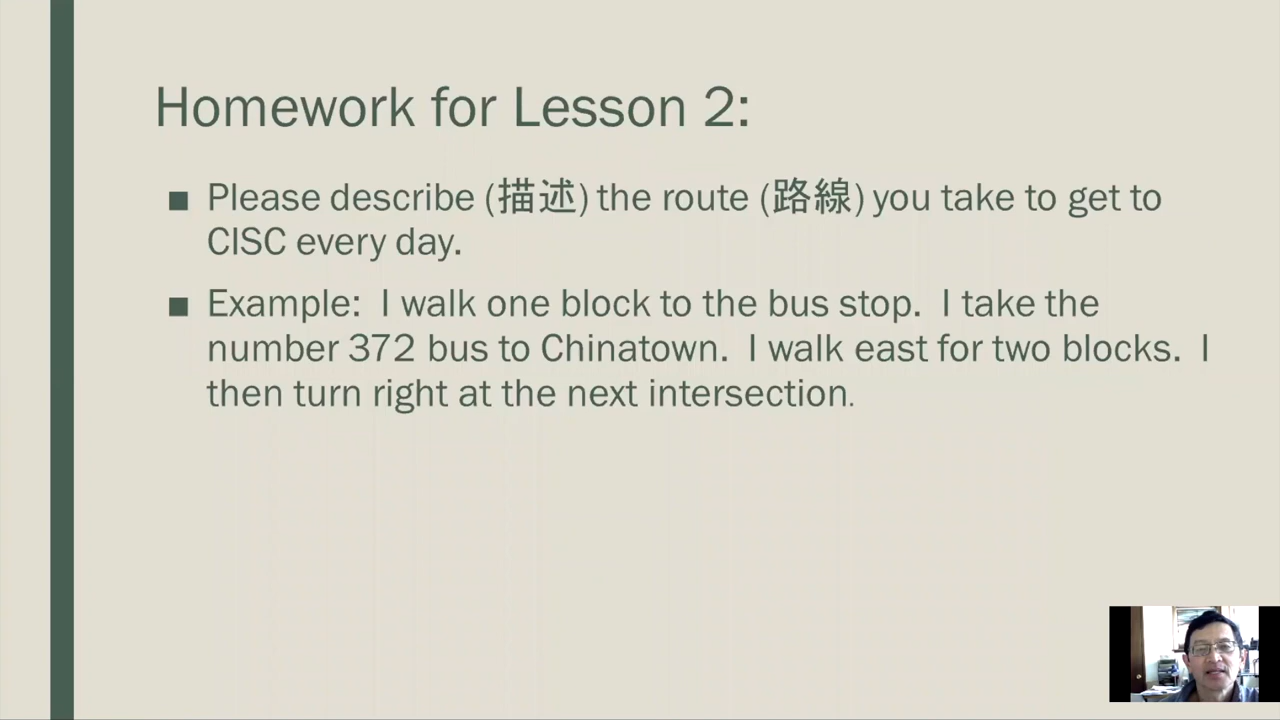 Homework for Lesson 2:
■ Please describe (描述) the route (路線) you take to get to
CISC every day.
■ Example:  I walk one block to the bus stop.  I take the
number 372 bus to Chinatown.  I walk east for two blocks.  I
then turn right at the next intersection.